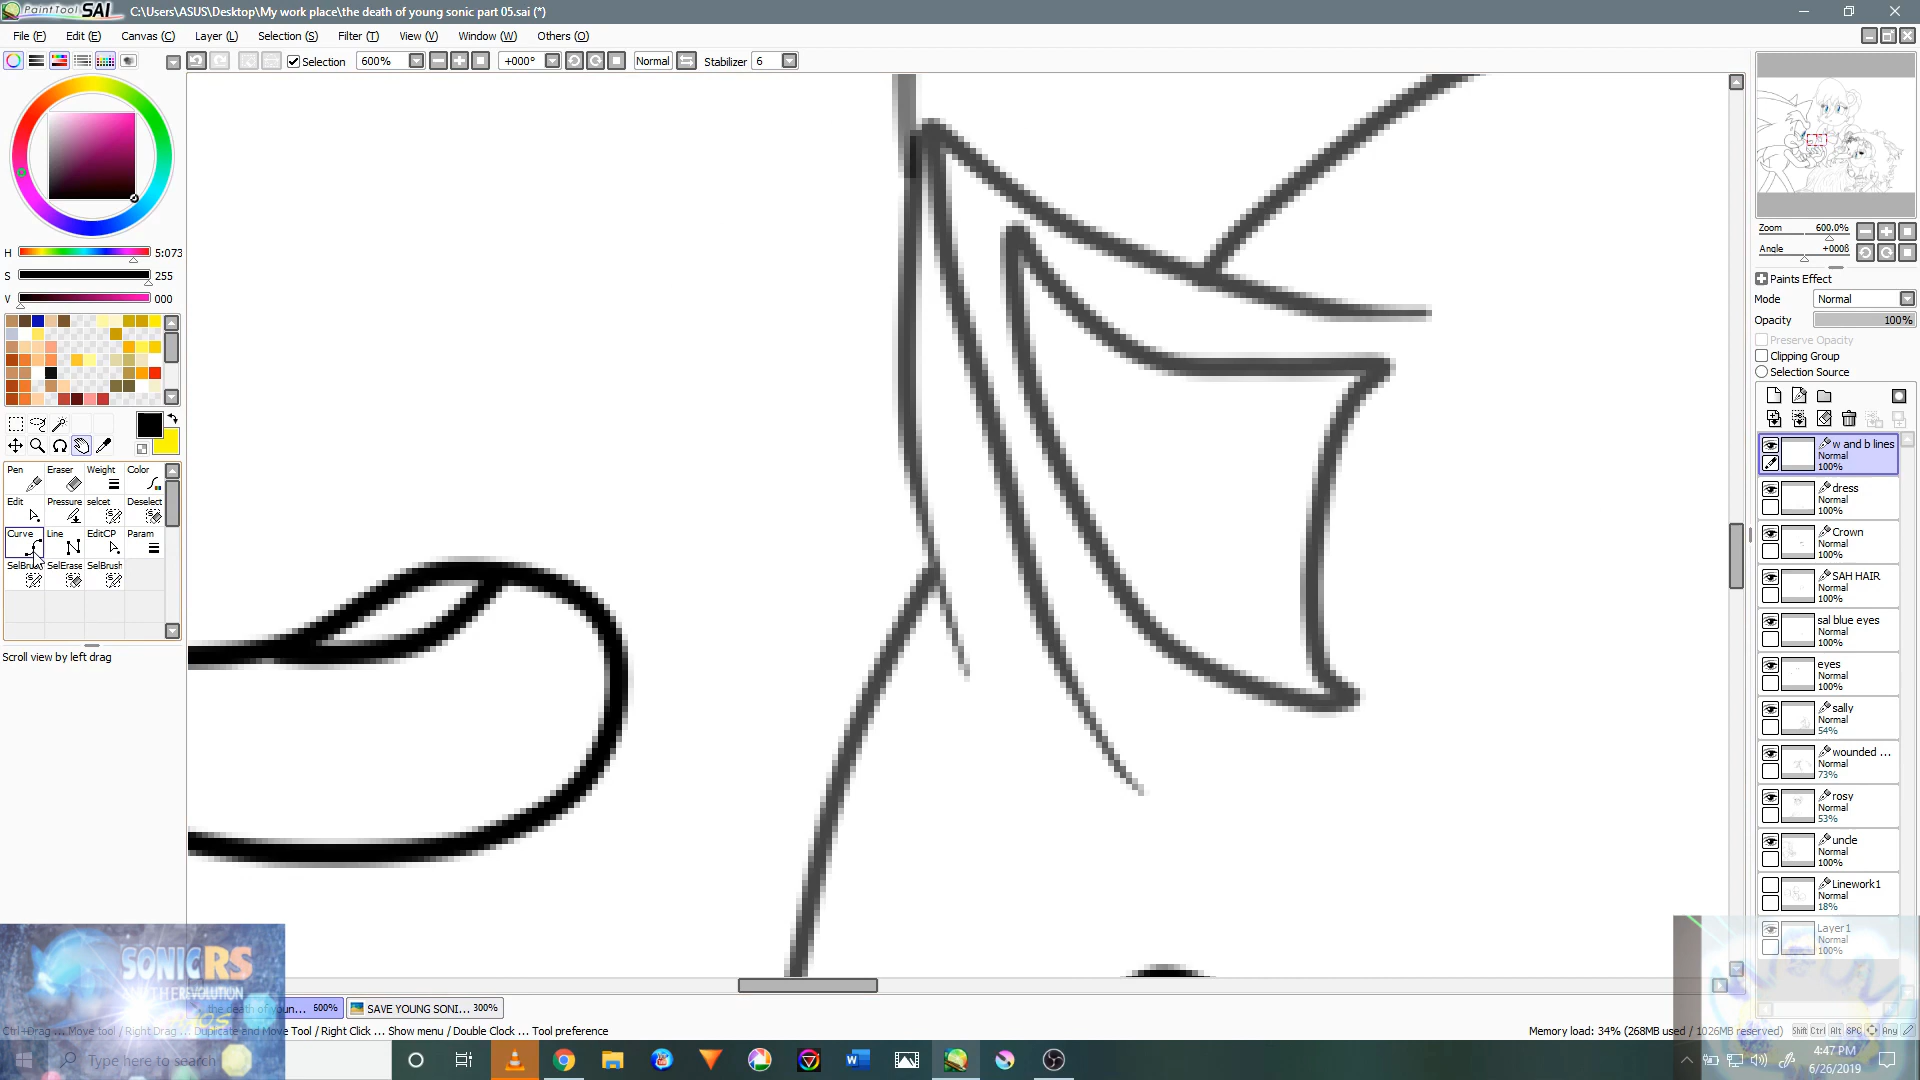 PaintTool SAI C:\Users\ASUS\Desktop\My work place\the death of young sonic part 05.sai (*)
File (F) Edit (E) Canvas (C) Layer (L) Selection (S) Filter (T) View (V) Window (W) Others (O)
Selection 600% +000° Normal Stabilizer 6
Zoom 600.0%
Angle +000ß
H 5:073
S 255
V 000
Paints Effect
Mode Normal
Opacity 100%
Preserve Opacity
Clipping Group
Selection Source
Pen Eraser Weight Color
Edit Pressure selcet Deselect
Curve Line EditCP Param
SelBru SelErase SelBrush
Scroll view by left drag
w and b lines
Normal
100%
dress
Normal
100%
Crown
Normal
100%
SAH HAIR
Normal
100%
sal blue eyes
Normal
100%
eyes
Normal
100%
sally
Normal
54%
wounded ...
Normal
73%
rosy
Normal
53%
uncle
Normal
100%
Linework1
Normal
18%
Layer1
Normal
100%
SONIC RS
the death of youn... 600% SAVE YOUNG SONI... 300%
Ctrl+Drag ... Move tool / Right Drag ... Duplicate and Move Tool / Right Click ... Show menu / Double Clock ... Tool preference
Memory load: 34% (268MB used / 1026MB reserved) Shift Ctrl Alt SPC Any
Type here to search
4:47 PM
6/26/2019